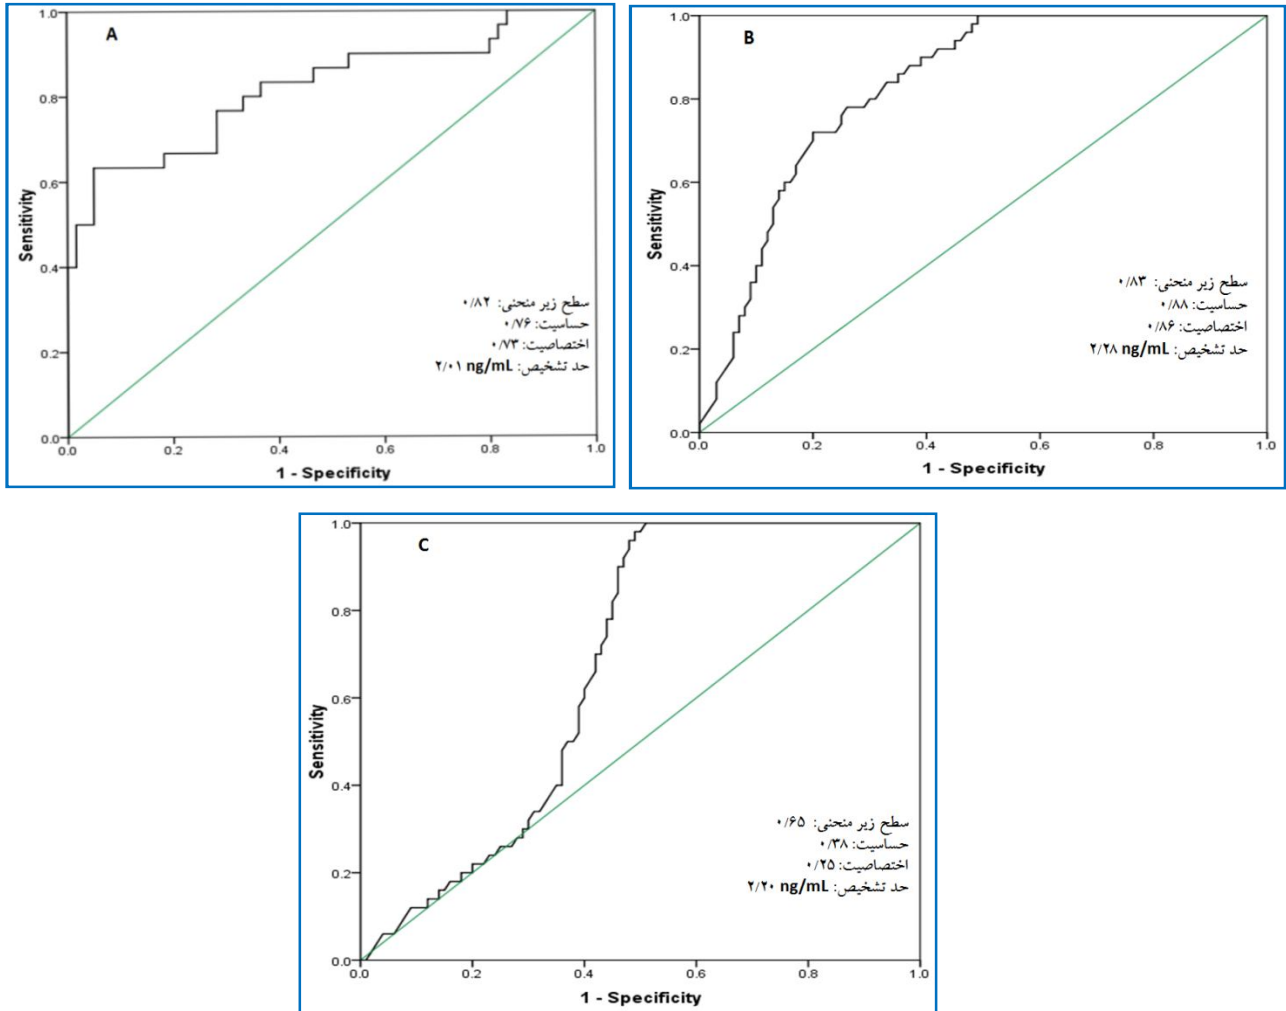 A
1.0
0.8
0.6
0.4
0.2
0.0
Sensitivity
سطح زیر منحنی: ۰/۸۲
حساسیت: ۰/۷۶
اختصاصیت: ۰/۷۳
حد تشخیص: ۲/۰۱ ng/mL
0.0 0.2 0.4 0.6 0.8 1.0
1 - Specificity
B
1.0
0.8
0.6
0.4
0.2
0.0
Sensitivity
سطح زیر منحنی: ۰/۸۳
حساسیت: ۰/۸۸
اختصاصیت: ۰/۸۶
حد تشخیص: ۲/۲۸ ng/mL
0.0 0.2 0.4 0.6 0.8 1.0
1 - Specificity
C
1.0
0.8
0.6
0.4
0.2
0.0
Sensitivity
سطح زیر منحنی: ۰/۶۵
حساسیت: ۰/۳۸
اختصاصیت: ۰/۲۵
حد تشخیص: ۲/۲۰ ng/mL
0.0 0.2 0.4 0.6 0.8 1.0
1 - Specificity